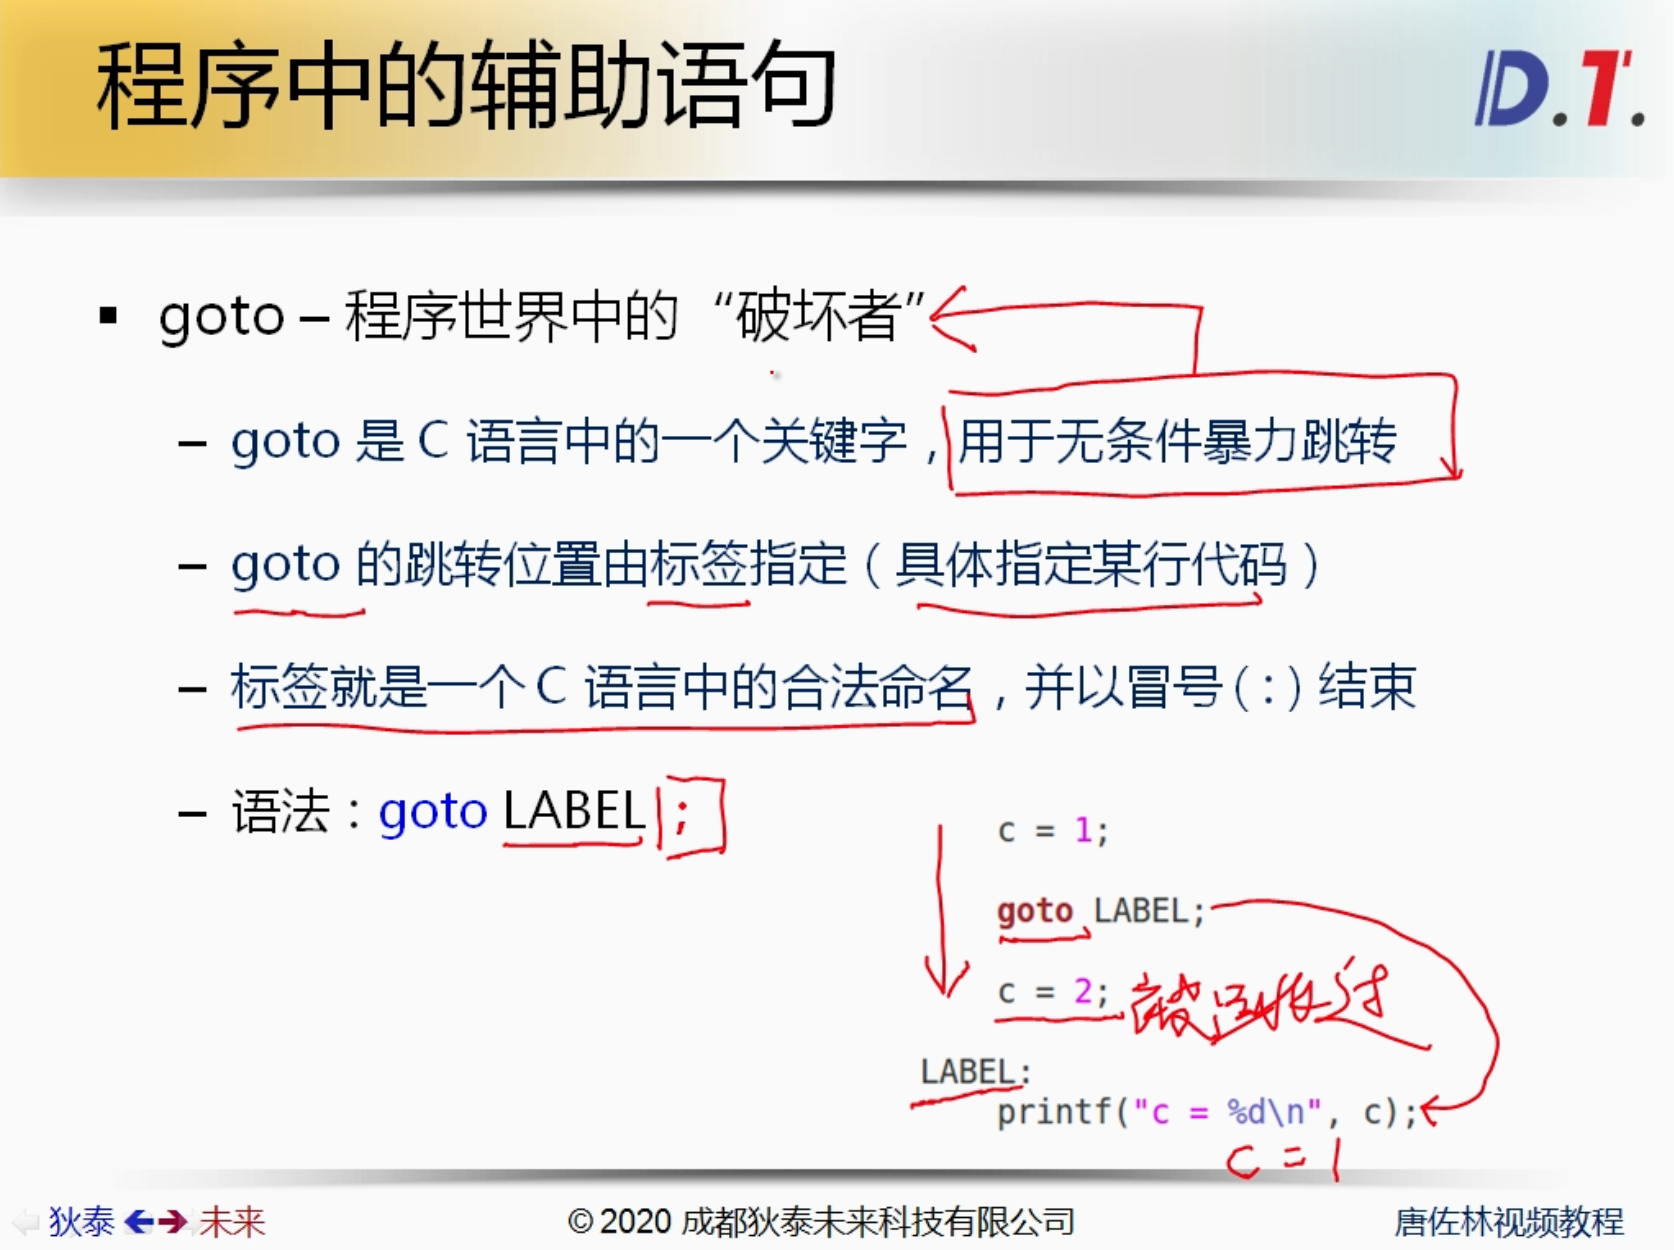 程序中的辅助语句
D.T.
▪ goto – 程序世界中的 “破坏者”
– goto 是 C 语言中的一个关键字，用于无条件暴力跳转
– goto 的跳转位置由标签指定（具体指定某行代码）
– 标签就是一个 C 语言中的合法命名，并以冒号(:)结束
– 语法：goto LABEL ;
c = 1;
goto LABEL;
c = 2; 被
LABEL:
printf("c = %d\n", c);
c = 1
狄泰 未来
© 2020 成都狄泰未来科技有限公司
唐佐林视频教程